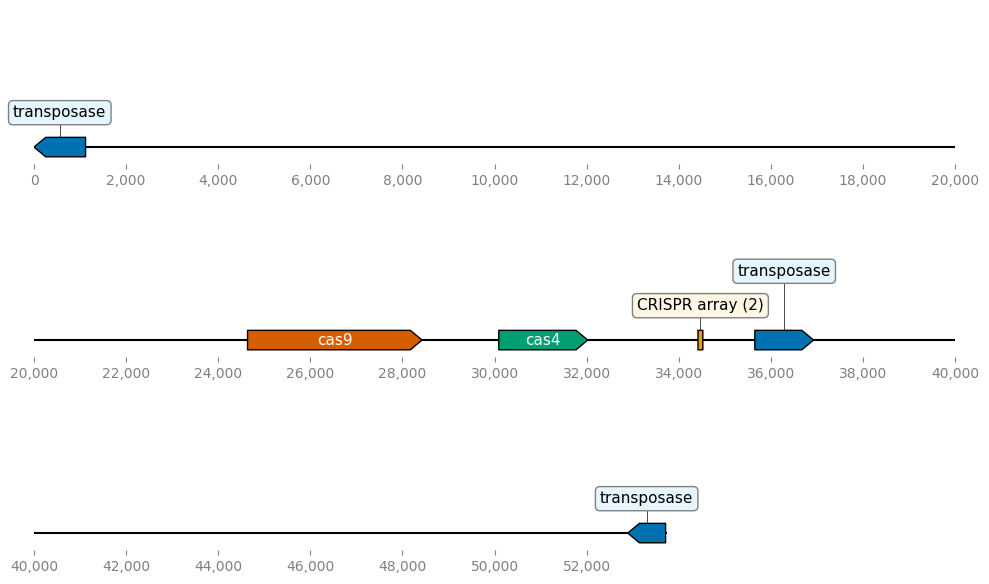 transposase
0 2,000 4,000 6,000 8,000 10,000 12,000 14,000 16,000 18,000 20,000
transposase
CRISPR array (2)
cas9 cas4
20,000 22,000 24,000 26,000 28,000 30,000 32,000 34,000 36,000 38,000 40,000
transposase
40,000 42,000 44,000 46,000 48,000 50,000 52,000